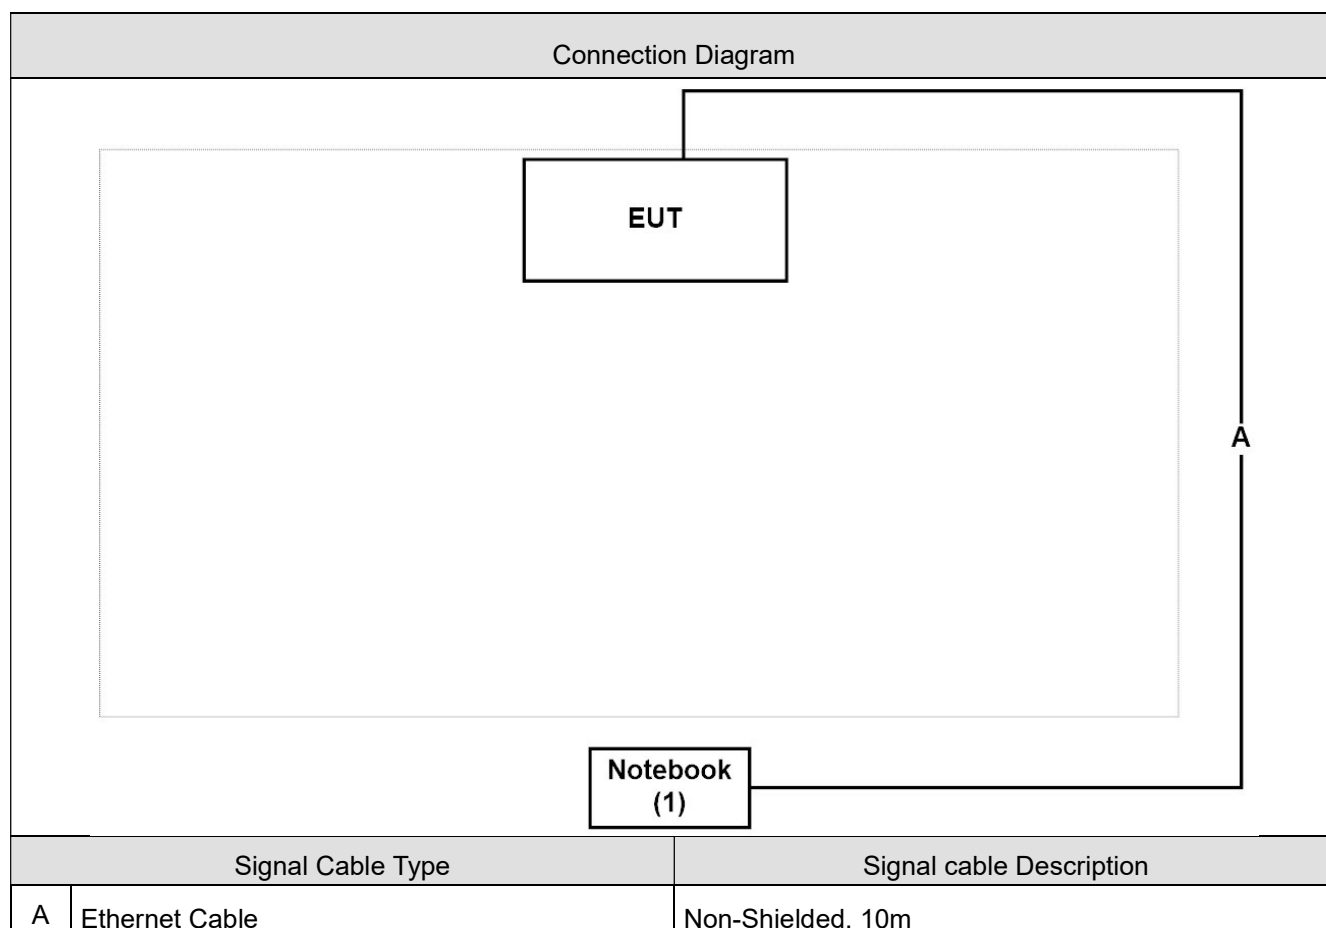 Connection Diagram
EUT
A
Notebook
(1)
Signal Cable Type Signal cable Description
A Ethernet Cable Non-Shielded, 10m